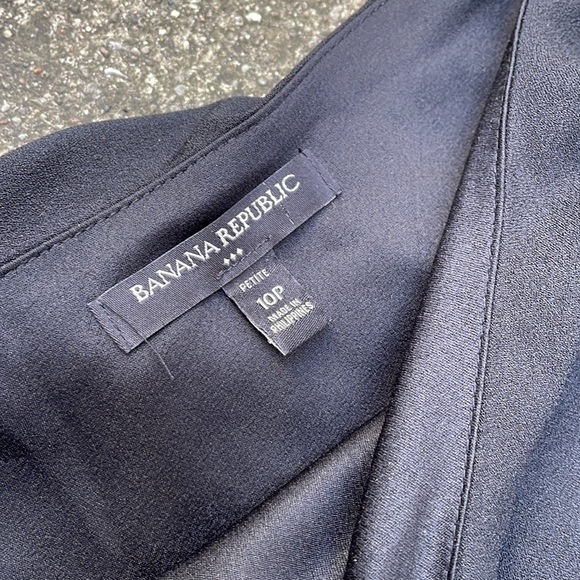 BANANA REPUBLIC
PETITE
10P
MADE IN
PHILIPPINES